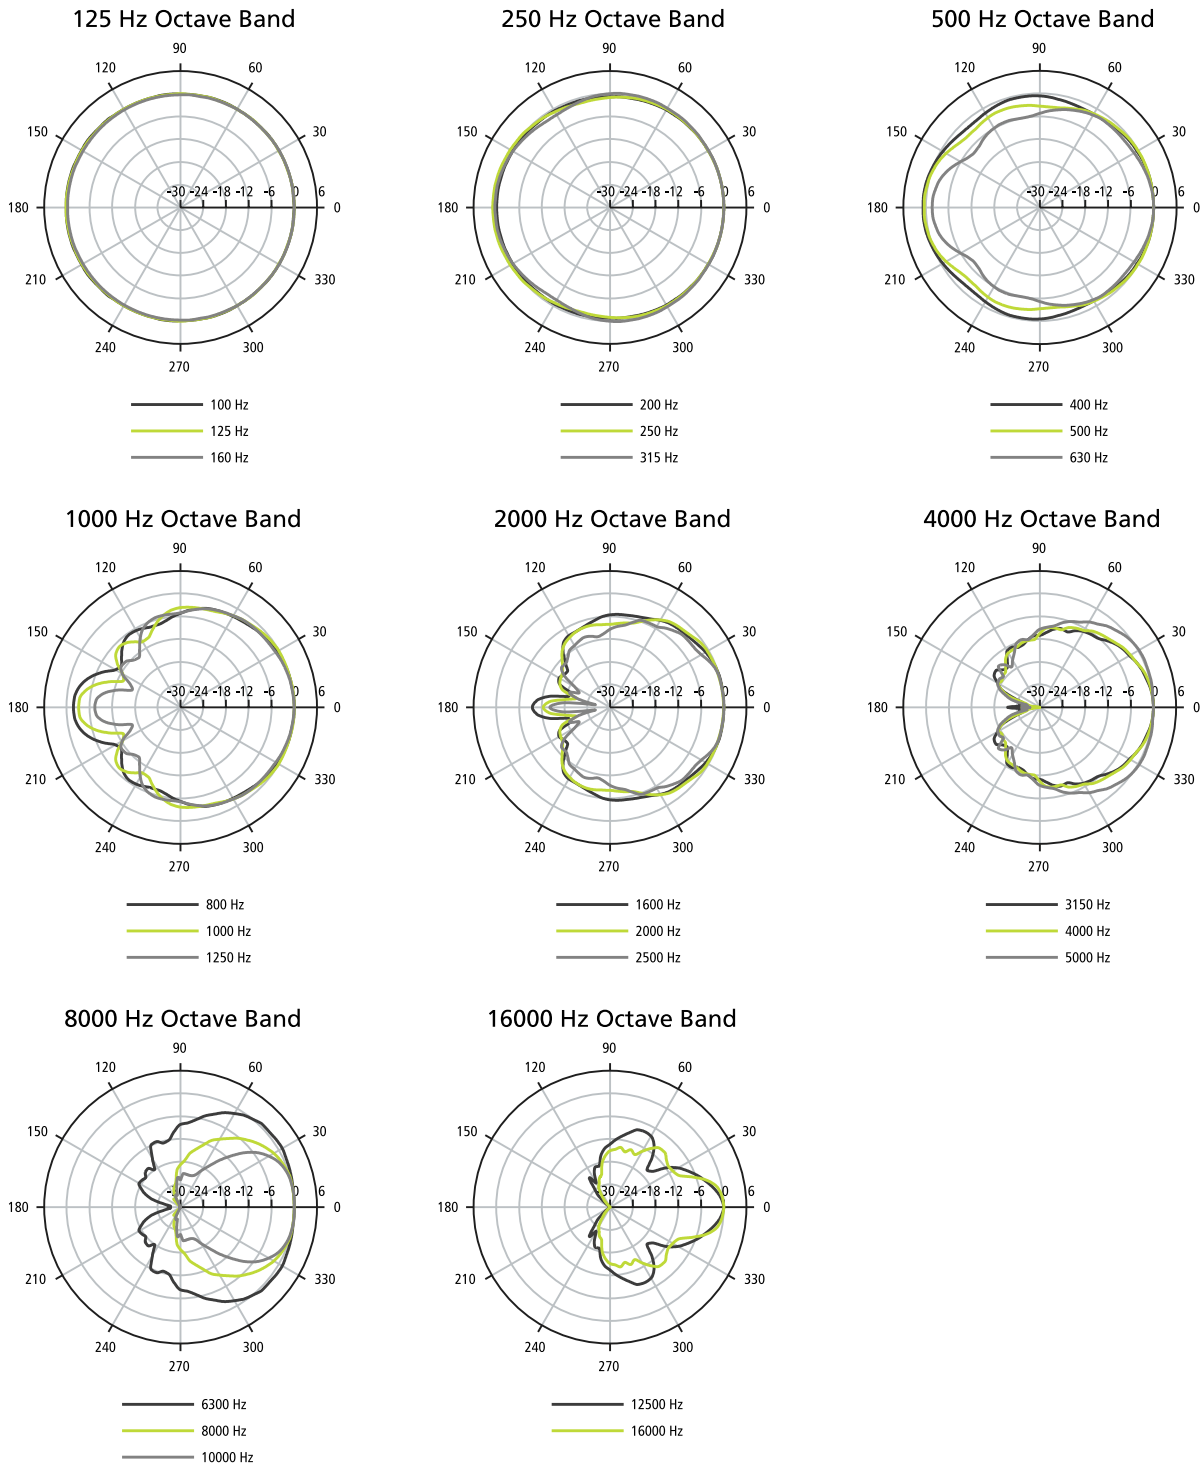 125 Hz Octave Band
90
120 60
150 30
180 -30 -24 -18 -12 -6 0 6 0
210 330
240 300
270
100 Hz
125 Hz
160 Hz
250 Hz Octave Band
90
120 60
150 30
180 -30 -24 -18 -12 -6 0 6 0
210 330
240 300
270
200 Hz
250 Hz
315 Hz
500 Hz Octave Band
90
120 60
150 30
180 -30 -24 -18 -12 -6 0 6 0
210 330
240 300
270
400 Hz
500 Hz
630 Hz
1000 Hz Octave Band
90
120 60
150 30
180 -30 -24 -18 -12 -6 0 6 0
210 330
240 300
270
800 Hz
1000 Hz
1250 Hz
2000 Hz Octave Band
90
120 60
150 30
180 -30 -24 -18 -12 -6 0 6 0
210 330
240 300
270
1600 Hz
2000 Hz
2500 Hz
4000 Hz Octave Band
90
120 60
150 30
180 -30 -24 -18 -12 -6 0 6 0
210 330
240 300
270
3150 Hz
4000 Hz
5000 Hz
8000 Hz Octave Band
90
120 60
150 30
180 -30 -24 -18 -12 -6 0 6 0
210 330
240 300
270
6300 Hz
8000 Hz
10000 Hz
16000 Hz Octave Band
90
120 60
150 30
180 -30 -24 -18 -12 -6 0 6 0
210 330
240 300
270
12500 Hz
16000 Hz